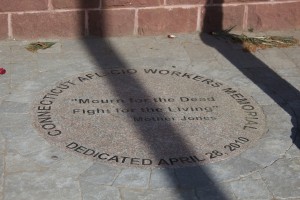 CONNECTICUT AFL-CIO WORKERS MEMORIAL
"Mourn for the Dead
Fight for the Living"
Mother Jones
DEDICATED APRIL 28, 2010